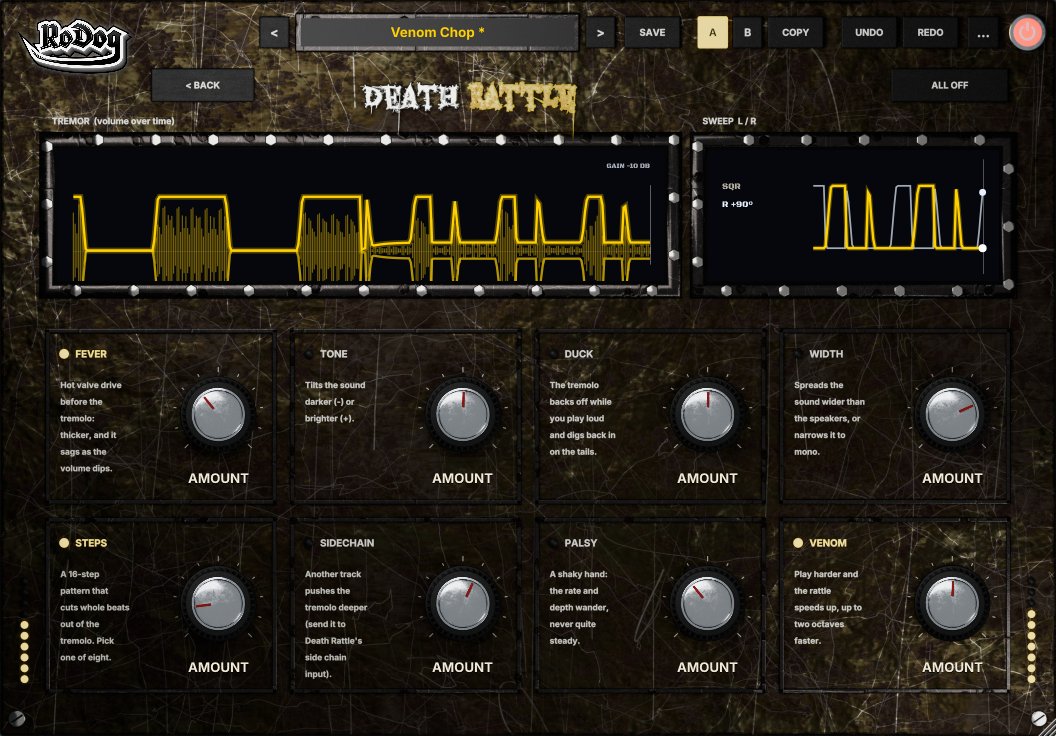 RoDog
<
Venom Chop *
>
SAVE
A
B
COPY
UNDO
REDO
...
< BACK
DEATH RATTLE
ALL OFF
TREMOR (volume over time)
SWEEP L / R
GAIN -10 DB
SQR
R +90°
FEVER
Hot valve drive
before the
tremolo:
thicker, and it
sags as the
volume dips.
AMOUNT
TONE
Tilts the sound
darker (-) or
brighter (+).
AMOUNT
DUCK
The tremolo
backs off while
you play loud
and digs back in
on the tails.
AMOUNT
WIDTH
Spreads the
sound wider than
the speakers, or
narrows it to
mono.
AMOUNT
STEPS
A 16-step
pattern that
cuts whole beats
out of the
tremolo. Pick
one of eight.
AMOUNT
SIDECHAIN
Another track
pushes the
tremolo deeper
(send it to
Death Rattle's
side chain
input).
AMOUNT
PALSY
A shaky hand:
the rate and
depth wander,
never quite
steady.
AMOUNT
VENOM
Play harder and
the rattle
speeds up, up to
two octaves
faster.
AMOUNT